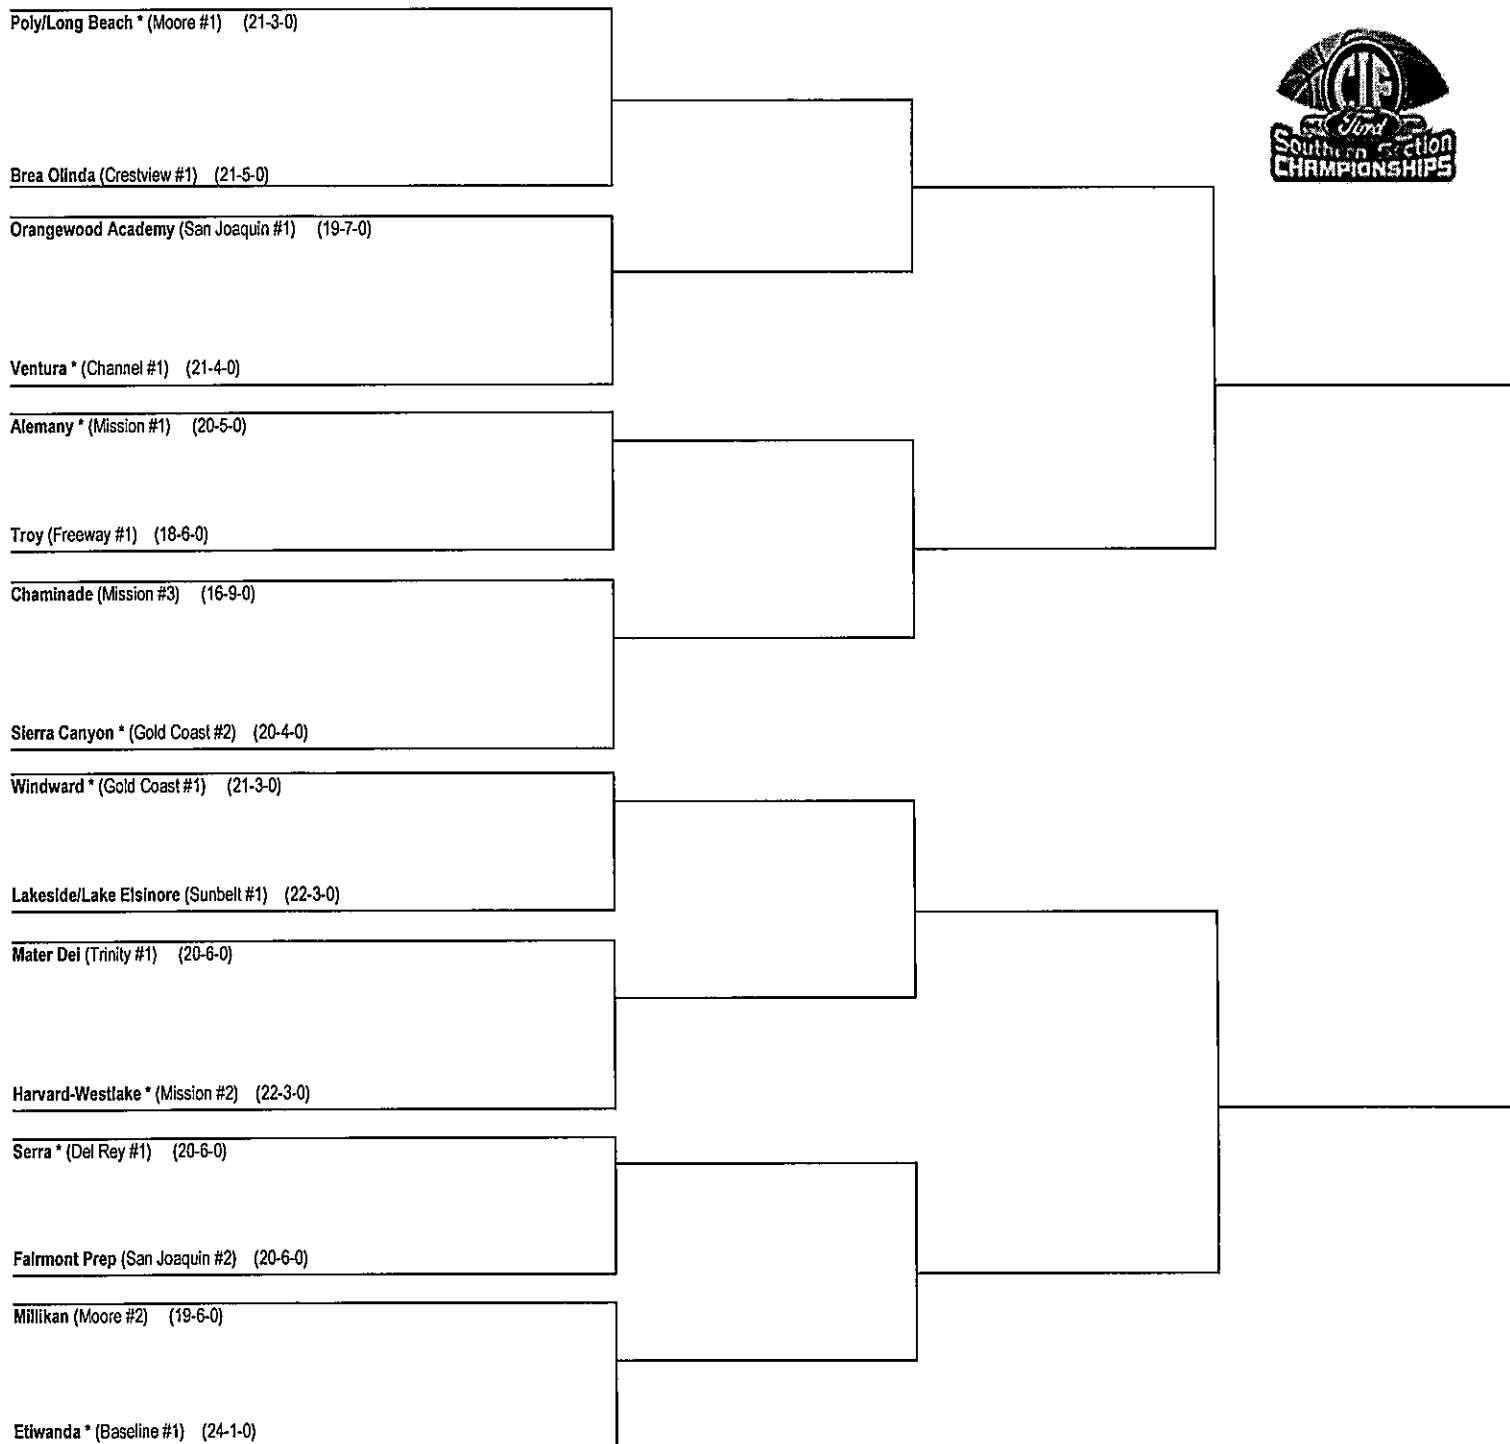 Poly/Long Beach * (Moore #1) (21-3-0)
CIF
Ford
Southern Section
CHAMPIONSHIPS
Brea Olinda (Crestview #1) (21-5-0)
Orangewood Academy (San Joaquin #1) (19-7-0)
Ventura * (Channel #1) (21-4-0)
Alemany * (Mission #1) (20-5-0)
Troy (Freeway #1) (18-6-0)
Chaminade (Mission #3) (16-9-0)
Sierra Canyon * (Gold Coast #2) (20-4-0)
Windward * (Gold Coast #1) (21-3-0)
Lakeside/Lake Elsinore (Sunbelt #1) (22-3-0)
Mater Dei (Trinity #1) (20-6-0)
Harvard-Westlake * (Mission #2) (22-3-0)
Serra * (Del Rey #1) (20-6-0)
Fairmont Prep (San Joaquin #2) (20-6-0)
Millikan (Moore #2) (19-6-0)
Etiwanda * (Baseline #1) (24-1-0)